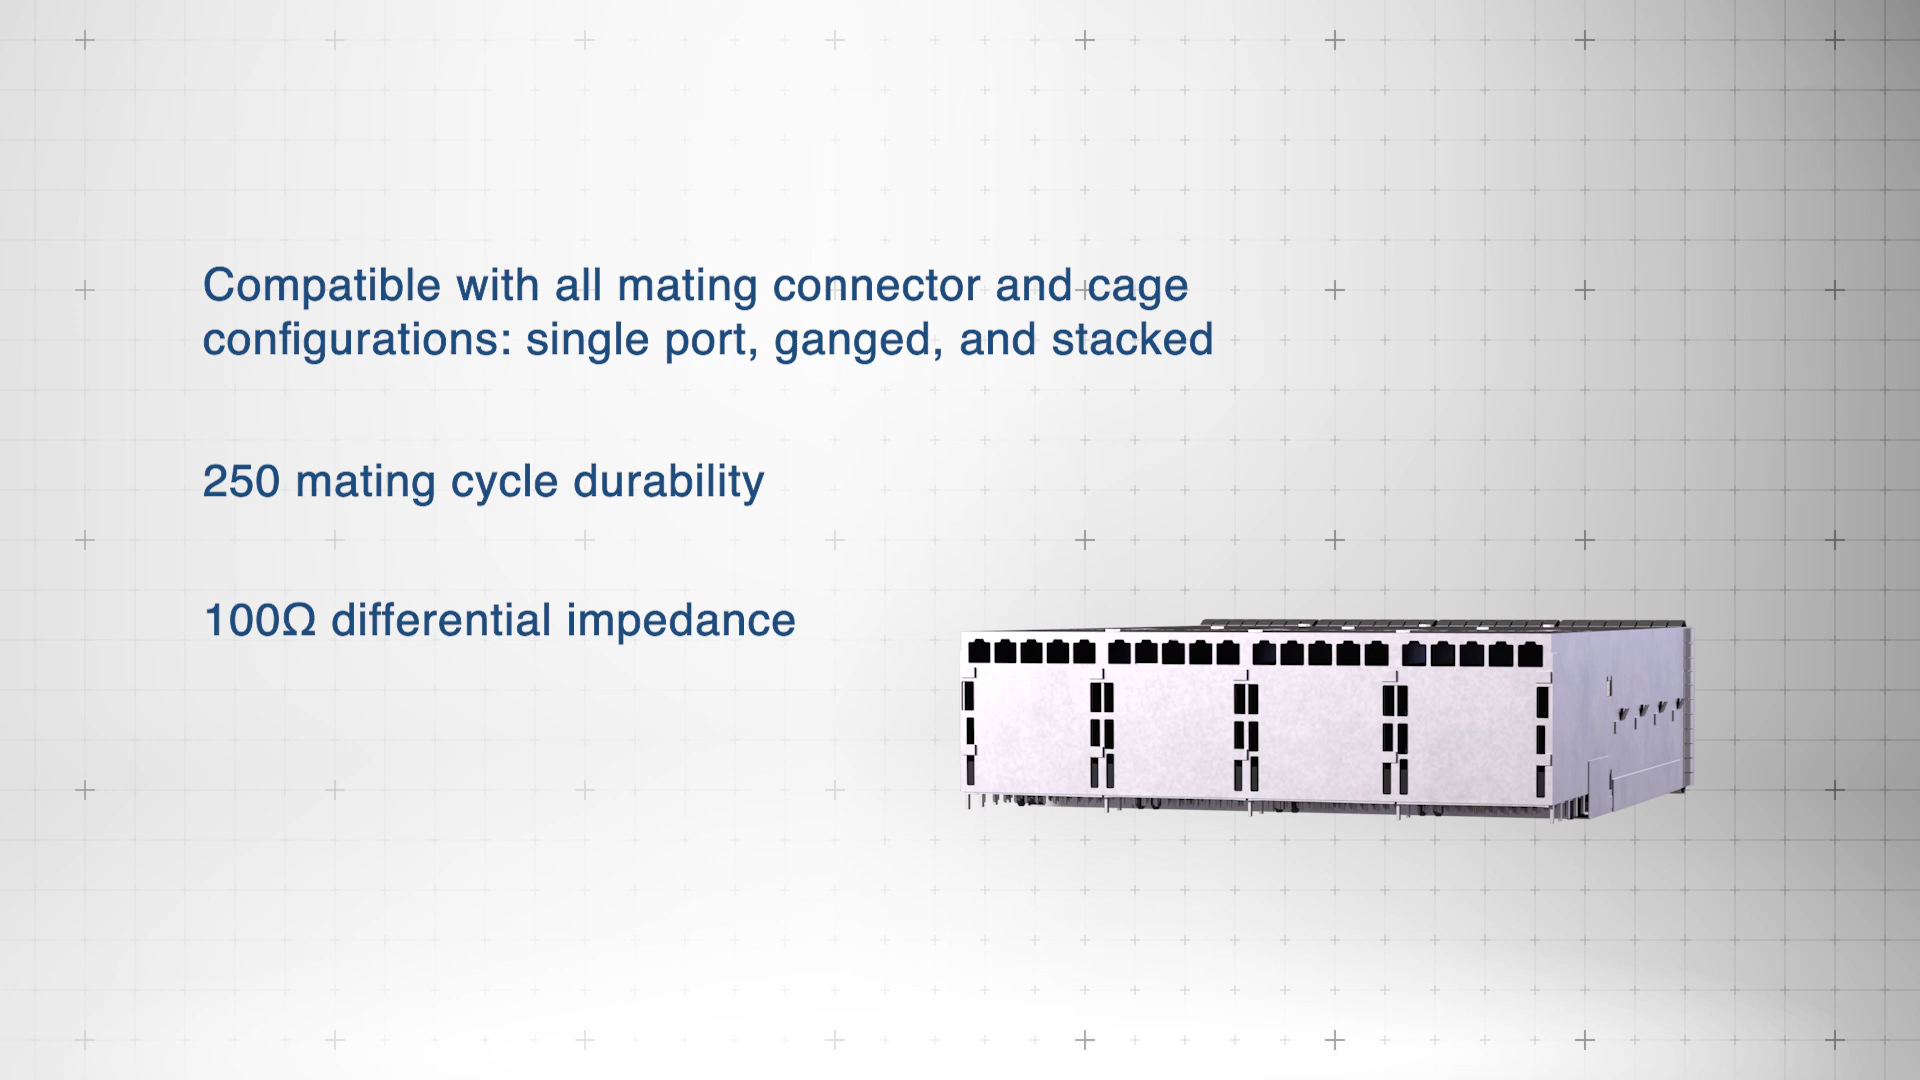 Compatible with all mating connector and cage
configurations: single port, ganged, and stacked
250 mating cycle durability
100Ω differential impedance